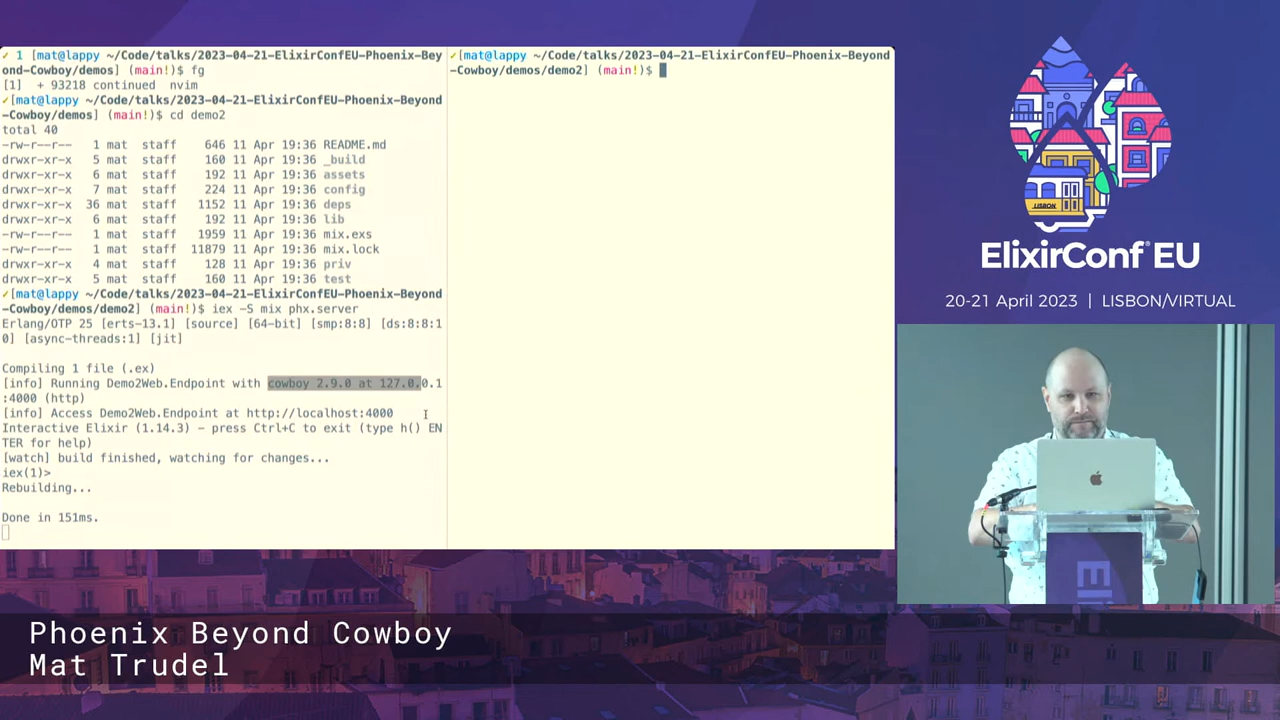 ✓ 1 [mat@lappy ~/Code/talks/2023-04-21-ElixirConfEU-Phoenix-Bey
ond-Cowboy/demos] (main!)$ fg
[1]  + 93218 continued  nvim
✓[mat@lappy ~/Code/talks/2023-04-21-ElixirConfEU-Phoenix-Beyond
-Cowboy/demos] (main!)$ cd demo2
total 40
-rw-r--r--   1 mat  staff    646 11 Apr 19:36 README.md
drwxr-xr-x   5 mat  staff    160 11 Apr 19:36 _build
drwxr-xr-x   6 mat  staff    192 11 Apr 19:36 assets
drwxr-xr-x   7 mat  staff    224 11 Apr 19:36 config
drwxr-xr-x  36 mat  staff   1152 11 Apr 19:36 deps
drwxr-xr-x   6 mat  staff    192 11 Apr 19:36 lib
-rw-r--r--   1 mat  staff   1959 11 Apr 19:36 mix.exs
-rw-r--r--   1 mat  staff  11879 11 Apr 19:36 mix.lock
drwxr-xr-x   4 mat  staff    128 11 Apr 19:36 priv
drwxr-xr-x   5 mat  staff    160 11 Apr 19:36 test
✓[mat@lappy ~/Code/talks/2023-04-21-ElixirConfEU-Phoenix-Beyond
-Cowboy/demos/demo2] (main!)$ iex -S mix phx.server
Erlang/OTP 25 [erts-13.1] [source] [64-bit] [smp:8:8] [ds:8:8:1
0] [async-threads:1] [jit]
Compiling 1 file (.ex)
[info] Running Demo2Web.Endpoint with cowboy 2.9.0 at 127.0.0.1
:4000 (http)
[info] Access Demo2Web.Endpoint at http://localhost:4000
Interactive Elixir (1.14.3) - press Ctrl+C to exit (type h() EN
TER for help)
[watch] build finished, watching for changes...
iex(1)>
Rebuilding...
Done in 151ms.
✓[mat@lappy ~/Code/talks/2023-04-21-ElixirConfEU-Phoenix-Beyond
-Cowboy/demos/demo2] (main!)$
LISBON
ElixirConf® EU
20-21 April 2023 | LISBON/VIRTUAL
Phoenix Beyond Cowboy
Mat Trudel